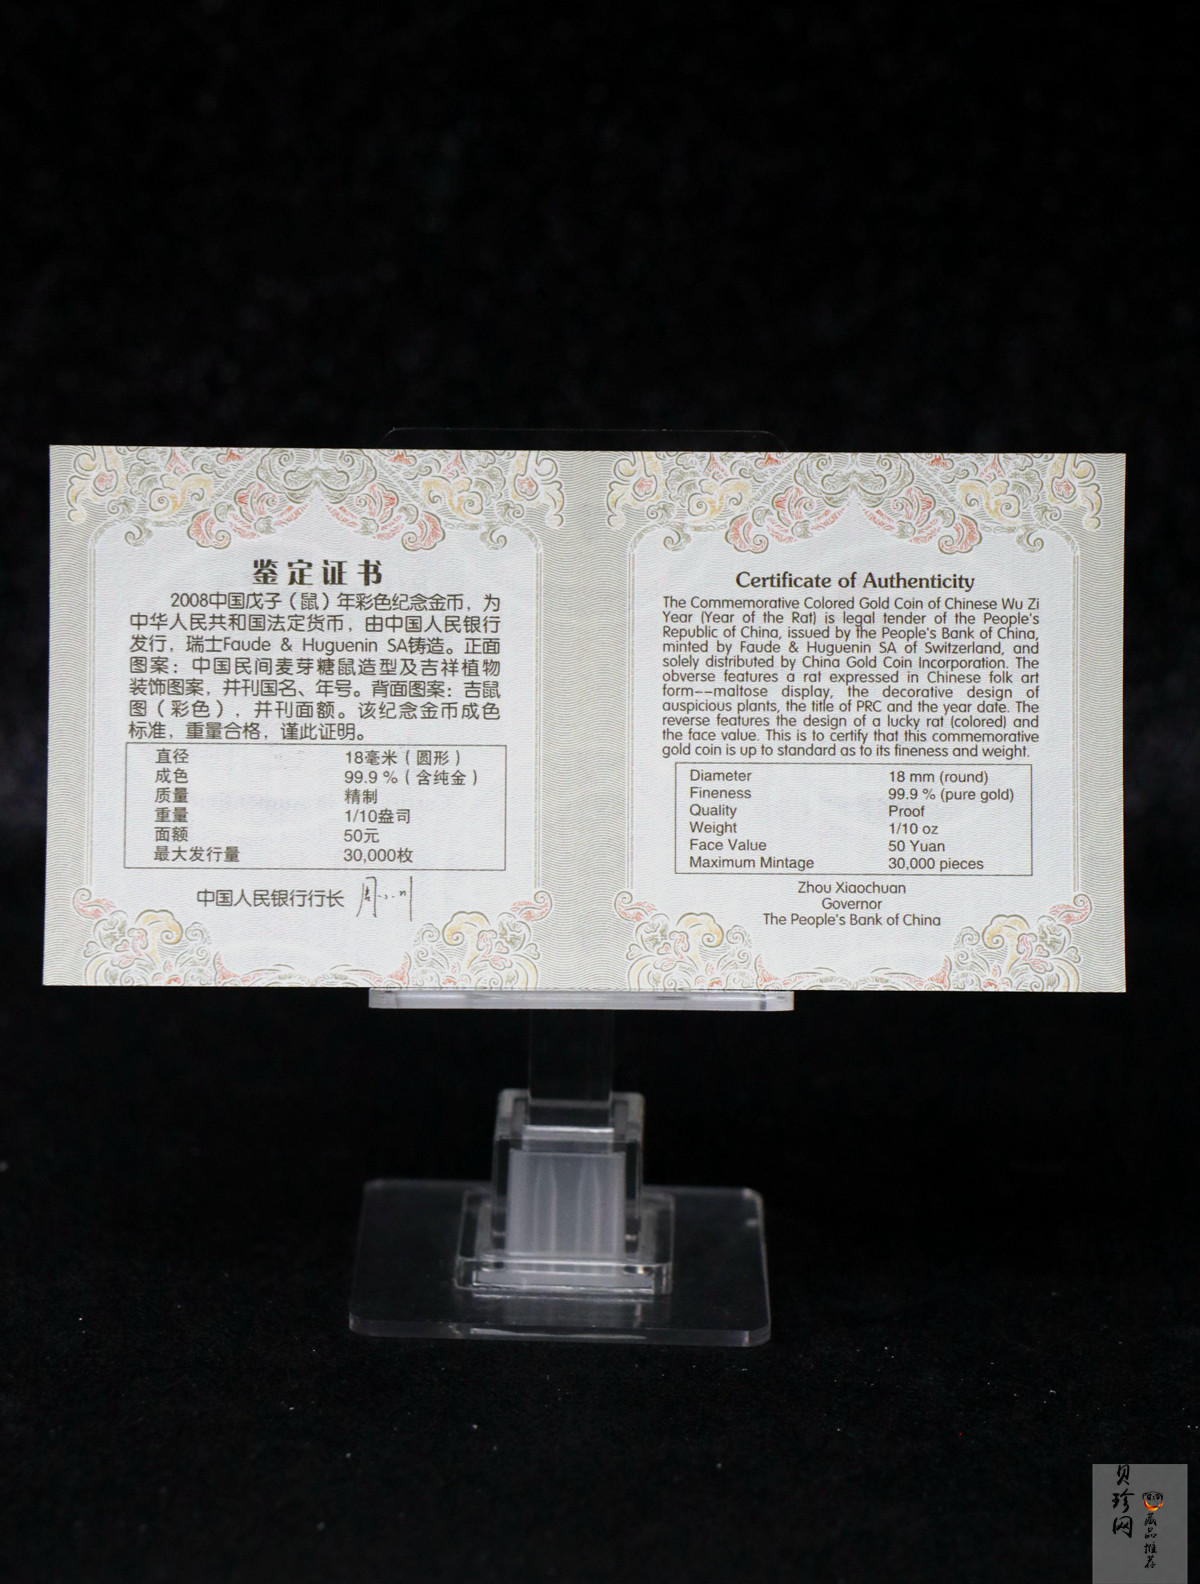 鉴定证书
2008中国戊子（鼠）年彩色纪念金币，为
中华人民共和国法定货币，由中国人民银行
发行，瑞士Faude & Huguenin SA铸造。正面
图案：中国民间麦芽糖鼠造型及吉祥植物
装饰图案，并刊国名、年号。背面图案：吉鼠
图（彩色），并刊面额。该纪念金币成色
标准，重量合格，谨此证明。
直径 18毫米（圆形）
成色 99.9 %（含纯金）
质量 精制
重量 1/10盎司
面额 50元
最大发行量 30,000枚
中国人民银行行长
Certificate of Authenticity
The Commemorative Colored Gold Coin of Chinese Wu Zi
Year (Year of the Rat) is legal tender of the People's
Republic of China, issued by the People's Bank of China,
minted by Faude & Huguenin SA of Switzerland, and
solely distributed by China Gold Coin Incorporation. The
obverse features a rat expressed in Chinese folk art
form--maltose display, the decorative design of
auspicious plants, the title of PRC and the year date. The
reverse features the design of a lucky rat (colored) and
the face value. This is to certify that this commemorative
gold coin is up to standard as to its fineness and weight.
Diameter 18 mm (round)
Fineness 99.9 % (pure gold)
Quality Proof
Weight 1/10 oz
Face Value 50 Yuan
Maximum Mintage 30,000 pieces
Zhou Xiaochuan
Governor
The People's Bank of China
贝珍网
藏品推荐